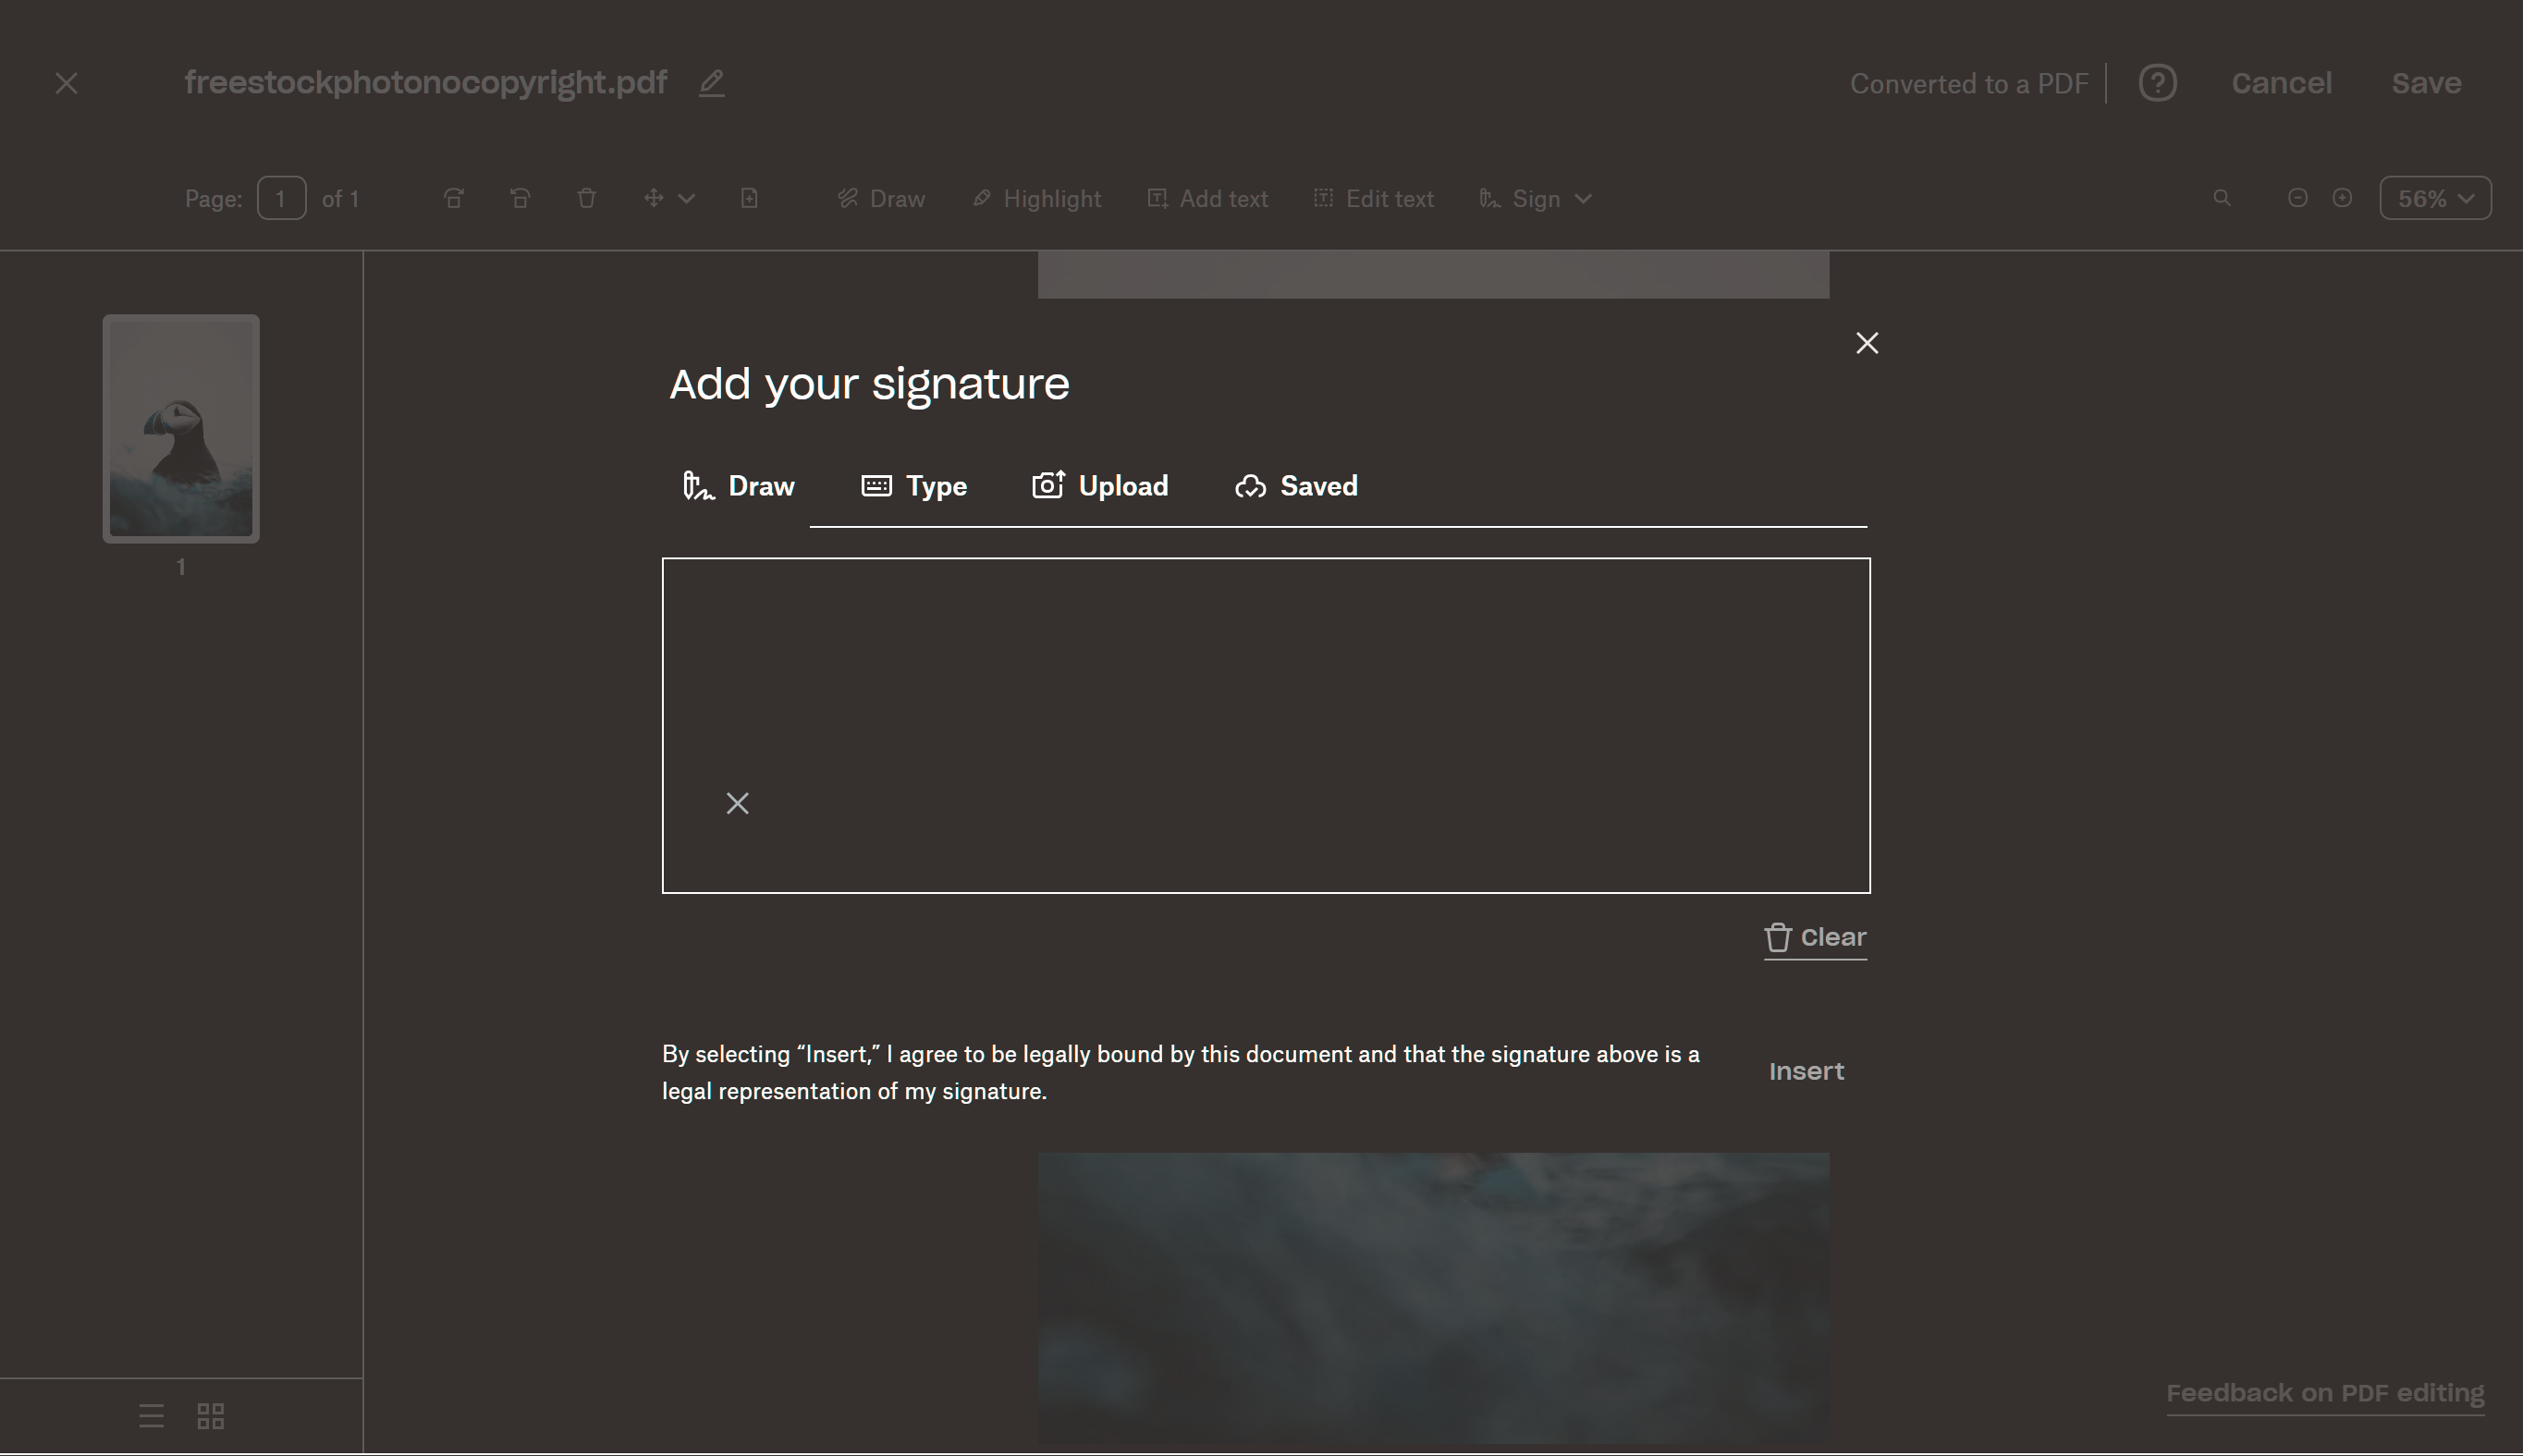 freestockphotonocopyright.pdf
Converted to a PDF
Cancel
Save
Page: 1 of 1
Draw
Highlight
Add text
Edit text
Sign
56%
1
Add your signature
Draw
Type
Upload
Saved
Clear
By selecting “Insert,” I agree to be legally bound by this document and that the signature above is a
legal representation of my signature.
Insert
Feedback on PDF editing